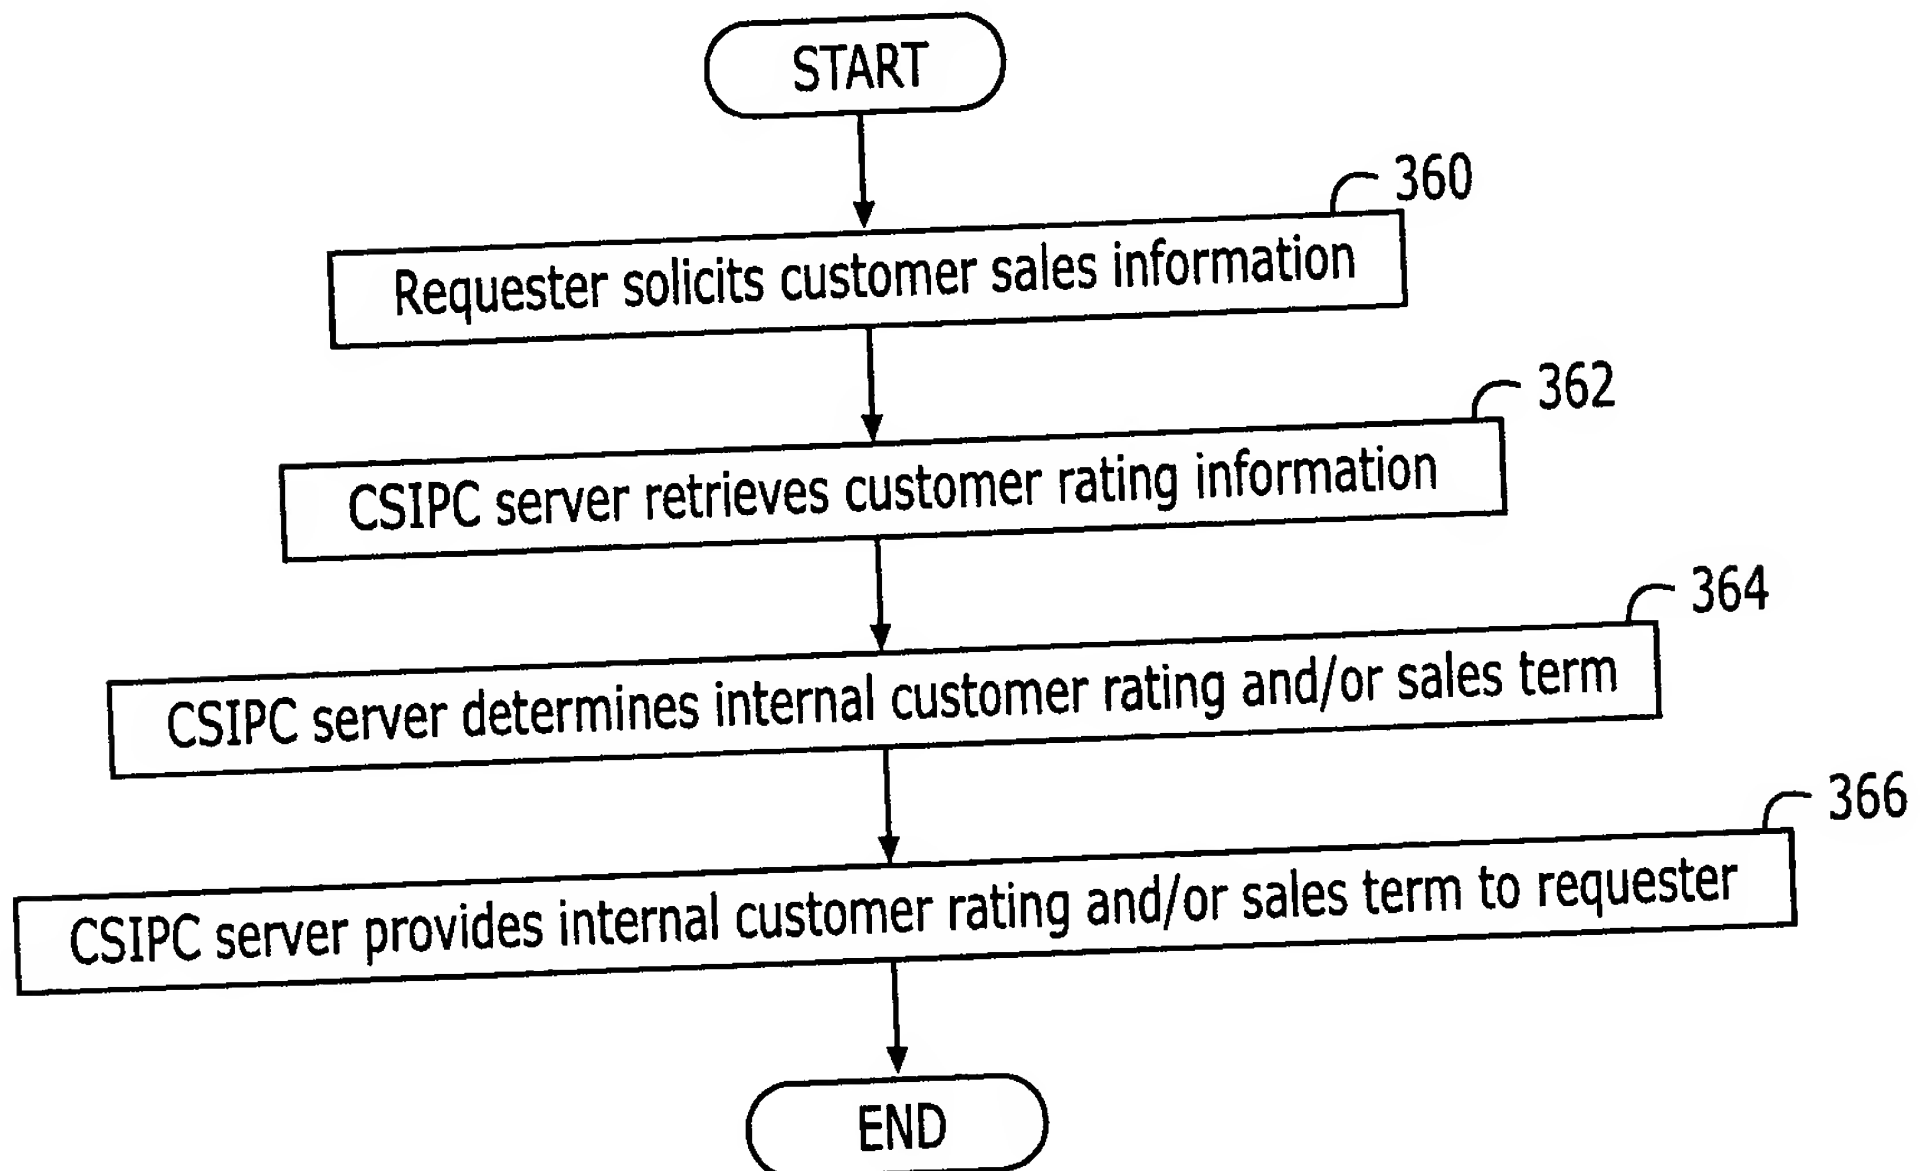 START
360
Requester solicits customer sales information
362
CSIPC server retrieves customer rating information
364
CSIPC server determines internal customer rating and/or sales term
366
CSIPC server provides internal customer rating and/or sales term to requester
END